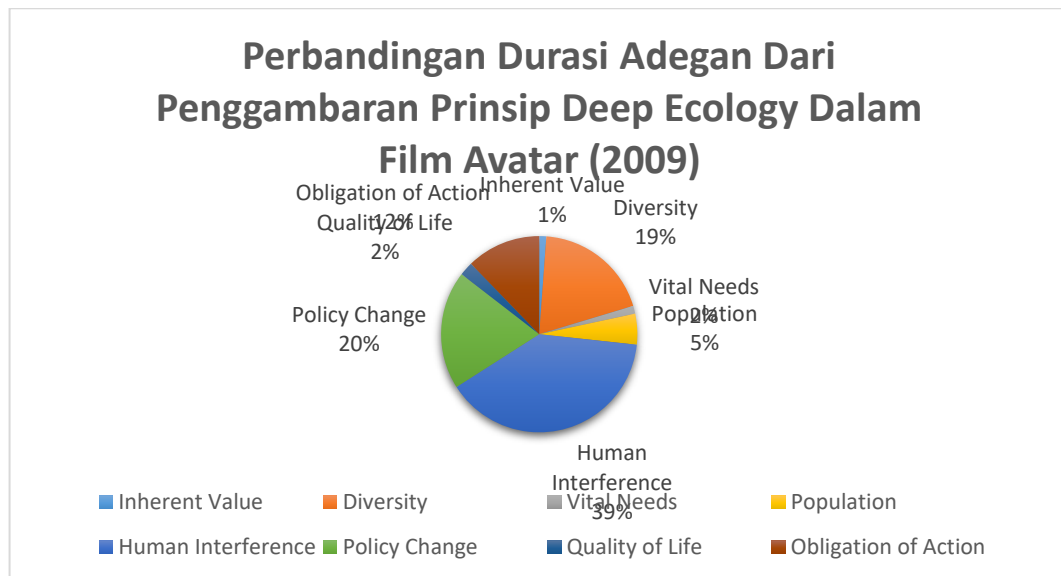 Perbandingan Durasi Adegan Dari
Penggambaran Prinsip Deep Ecology Dalam
Film Avatar (2009)
Inherent Value
1%
Diversity
19%
Vital Needs
2%
Population
5%
Human
Interference
39%
Policy Change
20%
Quality of Life
2%
Obligation of Action
12%
Inherent Value
Diversity
Vital Needs
Population
Human Interference
Policy Change
Quality of Life
Obligation of Action